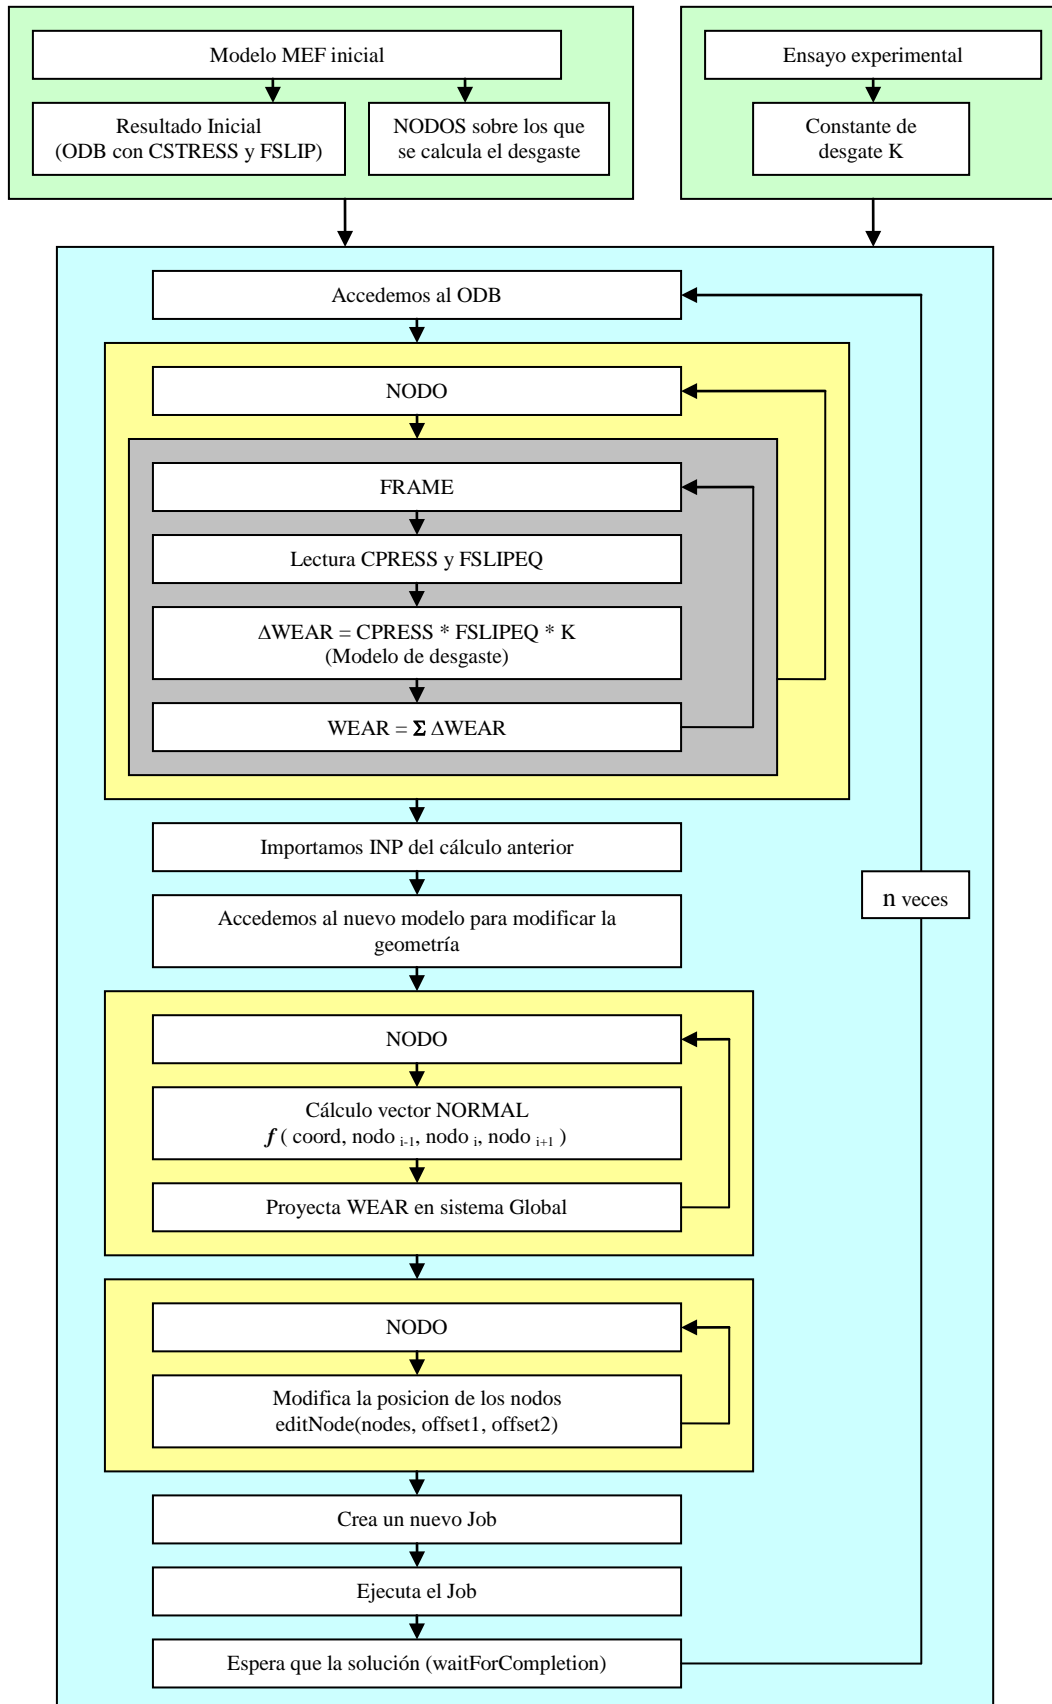 Modelo MEF inicial
Resultado Inicial
(ODB con CSTRESS y FSLIP)
NODOS sobre los que
se calcula el desgaste
Ensayo experimental
Constante de
desgate K
Accedemos al ODB
NODO
FRAME
Lectura CPRESS y FSLIPEQ
ΔWEAR = CPRESS * FSLIPEQ * K
(Modelo de desgaste)
WEAR = Σ ΔWEAR
Importamos INP del cálculo anterior
n veces
Accedemos al nuevo modelo para modificar la
geometría
NODO
Cálculo vector NORMAL
f ( coord, nodo i-1, nodo i, nodo i+1 )
Proyecta WEAR en sistema Global
NODO
Modifica la posicion de los nodos
editNode(nodes, offset1, offset2)
Crea un nuevo Job
Ejecuta el Job
Espera que la solución (waitForCompletion)